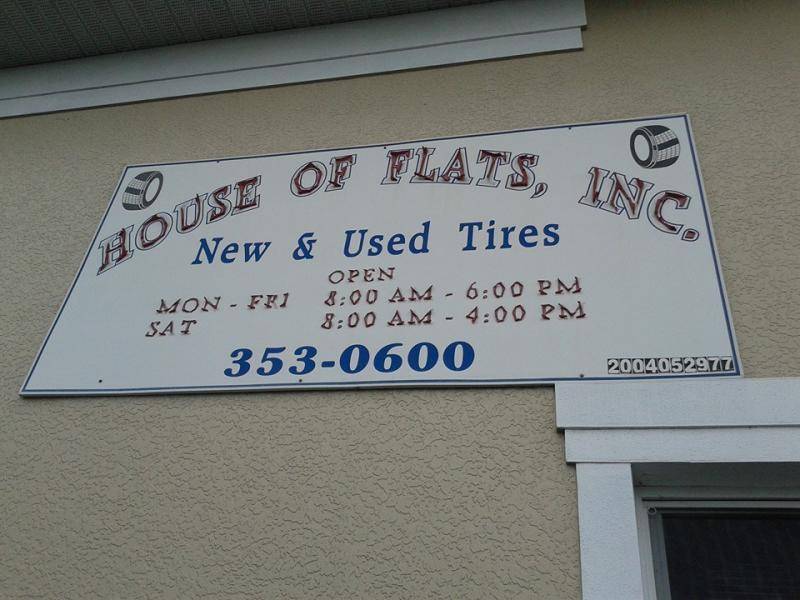 HOUSE OF FLATS, INC.
New & Used Tires
OPEN
MON - FRI 8:00 AM - 6:00 PM
SAT 8:00 AM - 4:00 PM
353-0600
2004052977